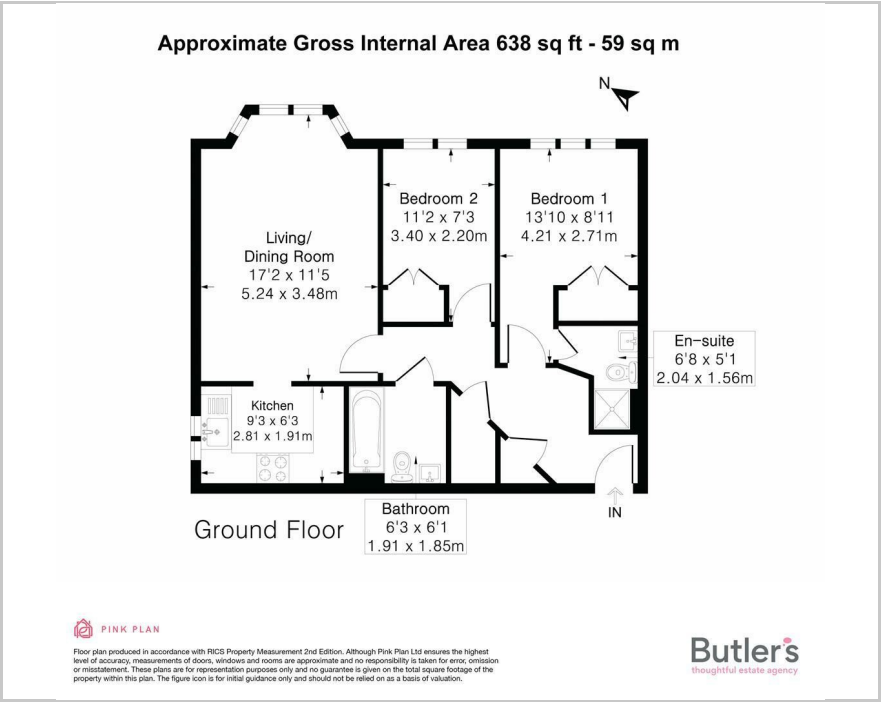 Approximate Gross Internal Area 638 sq ft - 59 sq m
N
Living/
Dining Room
17'2 x 11'5
5.24 x 3.48m
Bedroom 2
11'2 x 7'3
3.40 x 2.20m
Bedroom 1
13'10 x 8'11
4.21 x 2.71m
En-suite
6'8 x 5'1
2.04 x 1.56m
Kitchen
9'3 x 6'3
2.81 x 1.91m
Bathroom
6'3 x 6'1
1.91 x 1.85m
IN
Ground Floor
PINK PLAN
Floor plan produced in accordance with RICS Property Measurement 2nd Edition. Although Pink Plan Ltd ensures the highest
level of accuracy, measurements of doors, windows and rooms are approximate and no responsibility is taken for error, omission
or misstatement. These plans are for representation purposes only and no guarantee is given on the total square footage of the
property within this plan. The figure icon is for initial guidance only and should not be relied on as a basis of valuation.
Butler's
thoughtful estate agency